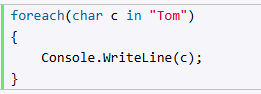 foreach(char c in "Tom")
{
    Console.WriteLine(c);
}